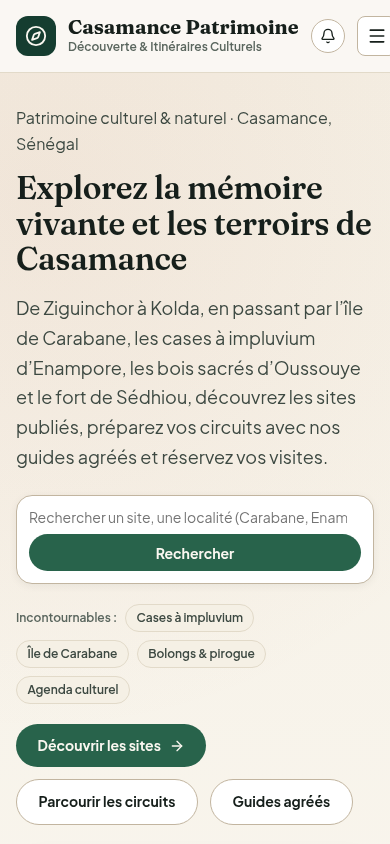 Casamance Patrimoine
Découverte & Itinéraires Culturels
Patrimoine culturel & naturel · Casamance,
Sénégal
Explorez la mémoire
vivante et les terroirs de
Casamance
De Ziguinchor à Kolda, en passant par l’île
de Carabane, les cases à impluvium
d’Enampore, les bois sacrés d’Oussouye
et le fort de Sédhiou, découvrez les sites
publiés, préparez vos circuits avec nos
guides agréés et réservez vos visites.
Rechercher un site, une localité (Carabane, Enam
Rechercher
Incontournables : Cases à impluvium
Île de Carabane Bolongs & pirogue
Agenda culturel
Découvrir les sites →
Parcourir les circuits Guides agréés